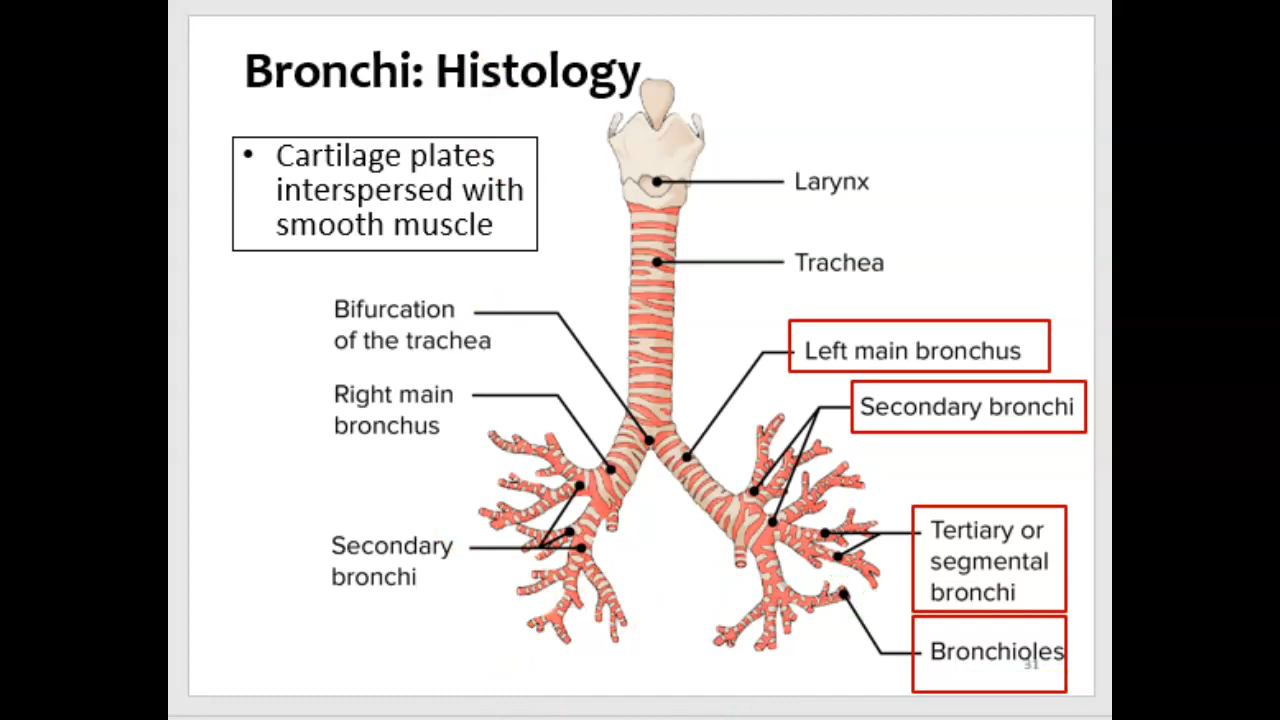 Bronchi: Histology
• Cartilage plates
interspersed with
smooth muscle
Larynx
Trachea
Bifurcation
of the trachea
Left main bronchus
Right main
bronchus
Secondary bronchi
Secondary
bronchi
Tertiary or
segmental
bronchi
Bronchioles
31